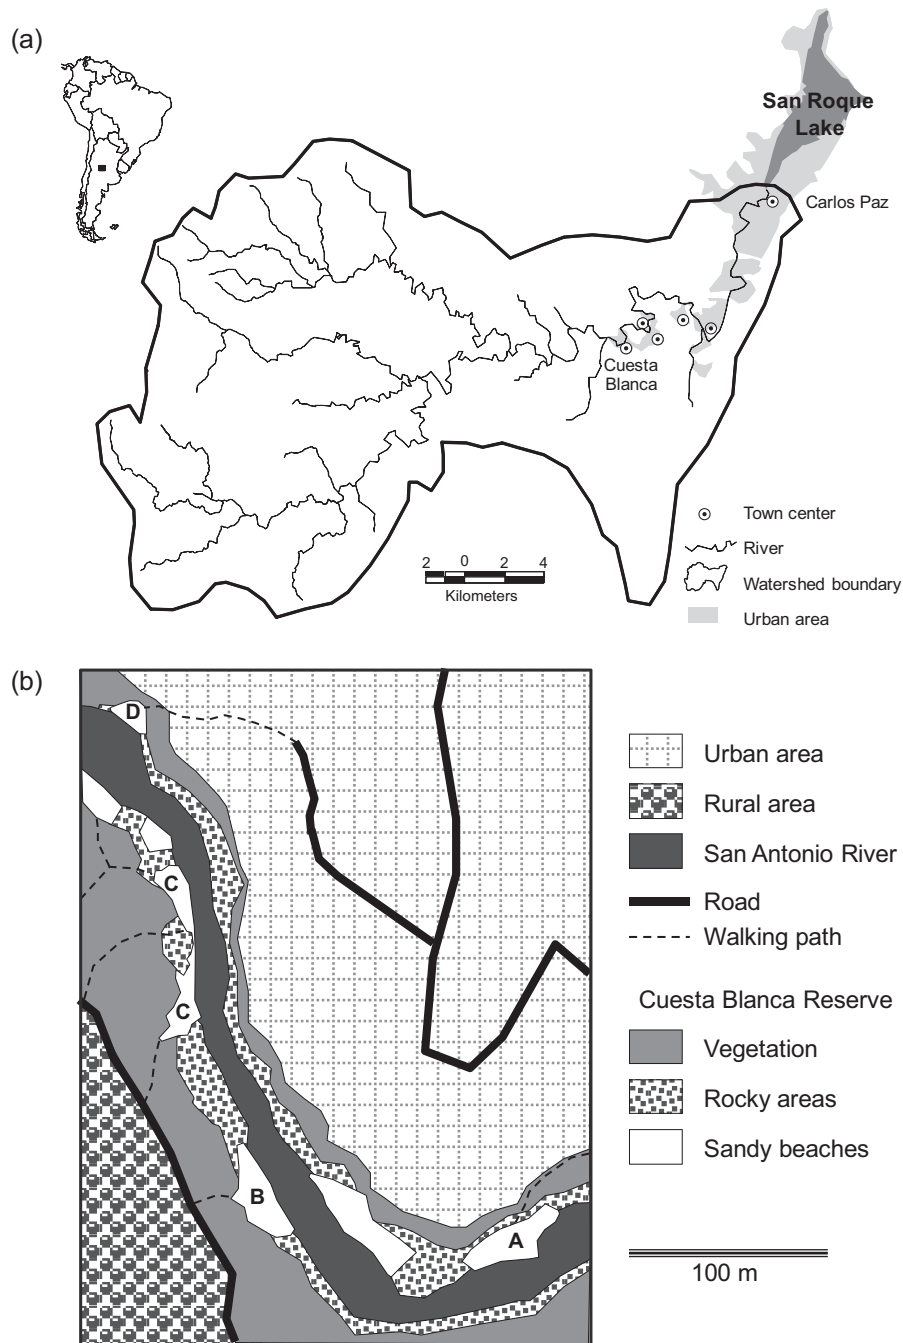 (a)
San Roque
Lake
Carlos Paz
Cuesta
Blanca
2 0 2 4
Kilometers
Town center
River
Watershed boundary
Urban area
(b)
D
C
C
B
A
Urban area
Rural area
San Antonio River
Road
Walking path
Cuesta Blanca Reserve
Vegetation
Rocky areas
Sandy beaches
100 m